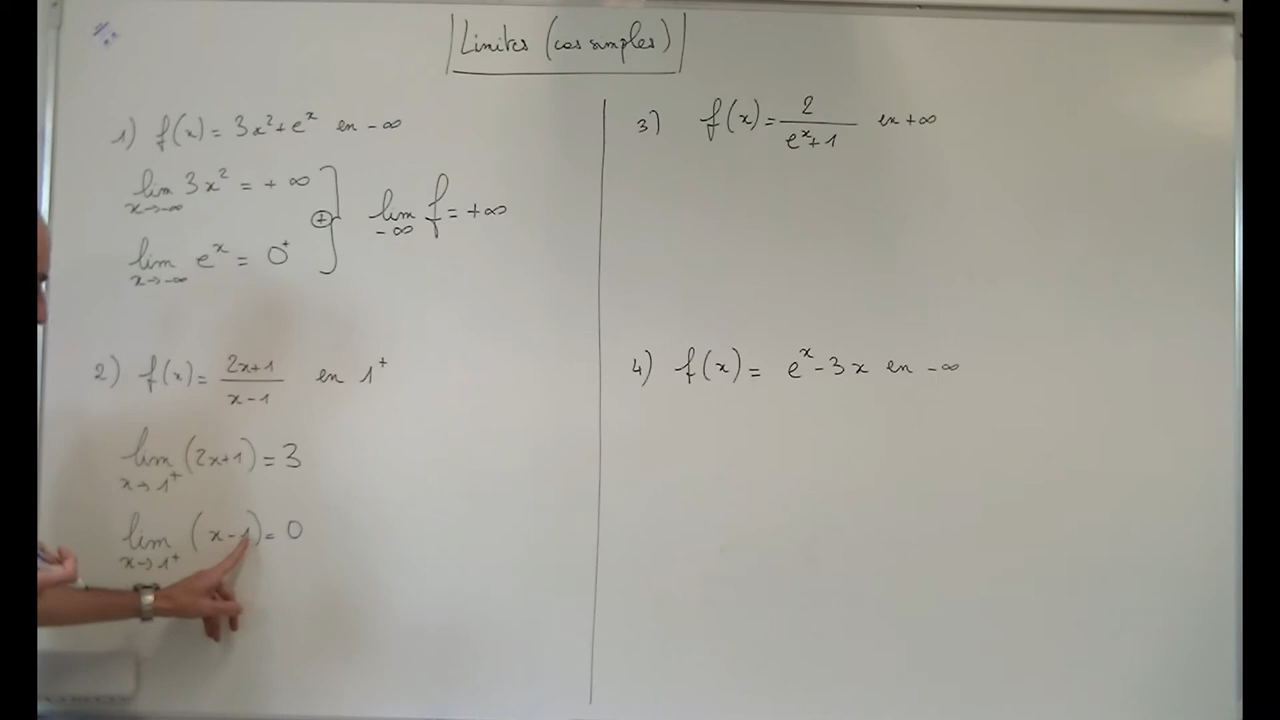 Limites (cas simples)
1) f(x) = 3x² + eˣ en -∞
lim 3x² = +∞
x→-∞
⊕ lim f = +∞
-∞
lim eˣ = 0⁺
x→-∞
2) f(x) = (2x+1)/(x-1) en 1⁺
lim (2x+1) = 3
x→1⁺
lim (x-1) = 0
x→1⁺
3) f(x) = 2/(eˣ+1) en +∞
4) f(x) = eˣ - 3x en -∞